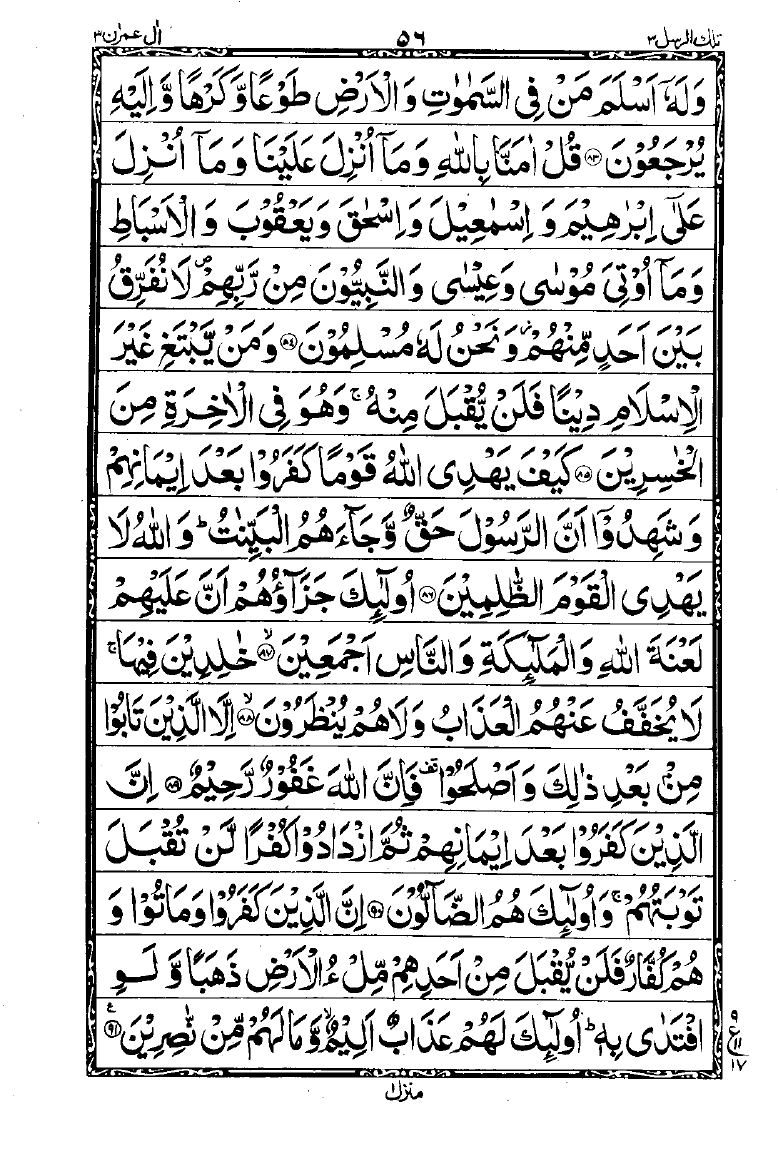 تلك الرسل ٣ ٥٦ اٰل عمرٰن ٣
وَلَهٗۤ اَسْلَمَ مَنْ فِى السَّمٰوٰتِ وَالْاَرْضِ طَوْعًا وَّكَرْهًا وَّاِلَيْهِ
يُرْجَعُوْنَ ﴿٨٣﴾ قُلْ اٰمَنَّا بِاللّٰهِ وَمَاۤ اُنْزِلَ عَلَيْنَا وَمَاۤ اُنْزِلَ
عَلٰٓى اِبْرٰهِيْمَ وَاِسْمٰعِيْلَ وَاِسْحٰقَ وَيَعْقُوْبَ وَالْاَسْبَاطِ
وَمَاۤ اُوْتِىَ مُوْسٰى وَعِيْسٰى وَالنَّبِيُّوْنَ مِنْ رَّبِّهِمْ ۪ لَا نُفَرِّقُ
بَيْنَ اَحَدٍ مِّنْهُمْ ؗ وَنَحْنُ لَهٗ مُسْلِمُوْنَ ﴿٨٤﴾ وَمَنْ يَّبْتَغِ غَيْرَ
الْاِسْلَامِ دِيْنًا فَلَنْ يُّقْبَلَ مِنْهُ ۚ وَهُوَ فِى الْاٰخِرَةِ مِنَ
الْخٰسِرِيْنَ ﴿٨٥﴾ كَيْفَ يَهْدِى اللّٰهُ قَوْمًا كَفَرُوْا بَعْدَ اِيْمَانِهِمْ
وَشَهِدُوْۤا اَنَّ الرَّسُوْلَ حَقٌّ وَّجَآءَهُمُ الْبَيِّنٰتُ ؕ وَاللّٰهُ لَا
يَهْدِى الْقَوْمَ الظّٰلِمِيْنَ ﴿٨٦﴾ اُولٰٓئِكَ جَزَآؤُهُمْ اَنَّ عَلَيْهِمْ
لَعْنَةَ اللّٰهِ وَالْمَلٰٓئِكَةِ وَالنَّاسِ اَجْمَعِيْنَ ۙ﴿٨٧﴾ خٰلِدِيْنَ فِيْهَا ۚ
لَا يُخَفَّفُ عَنْهُمُ الْعَذَابُ وَلَا هُمْ يُنْظَرُوْنَ ۙ﴿٨٨﴾ اِلَّا الَّذِيْنَ تَابُوْا
مِنْۢ بَعْدِ ذٰلِكَ وَاَصْلَحُوْا قف فَاِنَّ اللّٰهَ غَفُوْرٌ رَّحِيْمٌ ﴿٨٩﴾ اِنَّ
الَّذِيْنَ كَفَرُوْا بَعْدَ اِيْمَانِهِمْ ثُمَّ ازْدَادُوْا كُفْرًا لَّنْ تُقْبَلَ
تَوْبَتُهُمْ ۚ وَاُولٰٓئِكَ هُمُ الضَّآلُّوْنَ ﴿٩٠﴾ اِنَّ الَّذِيْنَ كَفَرُوْا وَمَاتُوْا وَ
هُمْ كُفَّارٌ فَلَنْ يُّقْبَلَ مِنْ اَحَدِهِمْ مِّلْءُ الْاَرْضِ ذَهَبًا وَّلَوِ
افْتَدٰى بِهٖ ؕ اُولٰٓئِكَ لَهُمْ عَذَابٌ اَلِيْمٌ ۙ وَّمَا لَهُمْ مِّنْ نّٰصِرِيْنَ ﴿٩١﴾ ع
٩
ع ١١
١٧
منزل ١